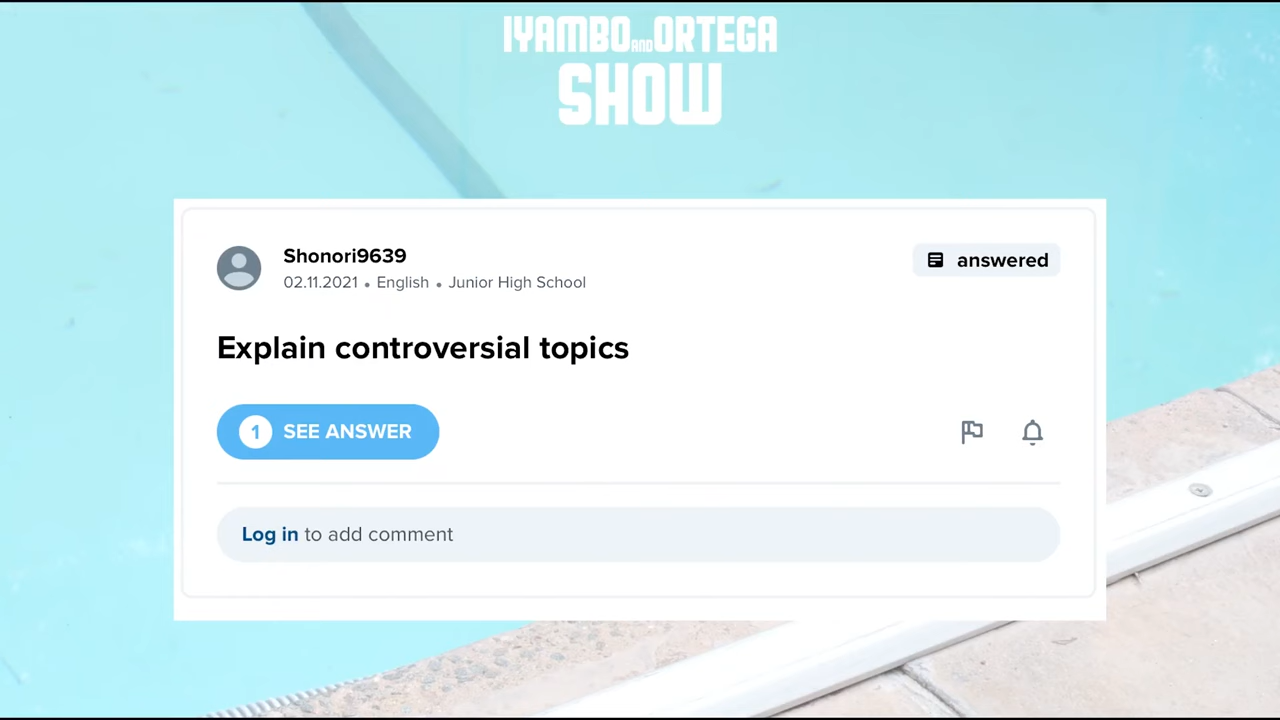 IYAMBO AND ORTEGA
SHOW
Shonori9639
answered
02.11.2021 • English • Junior High School
Explain controversial topics
1 SEE ANSWER
Log in to add comment